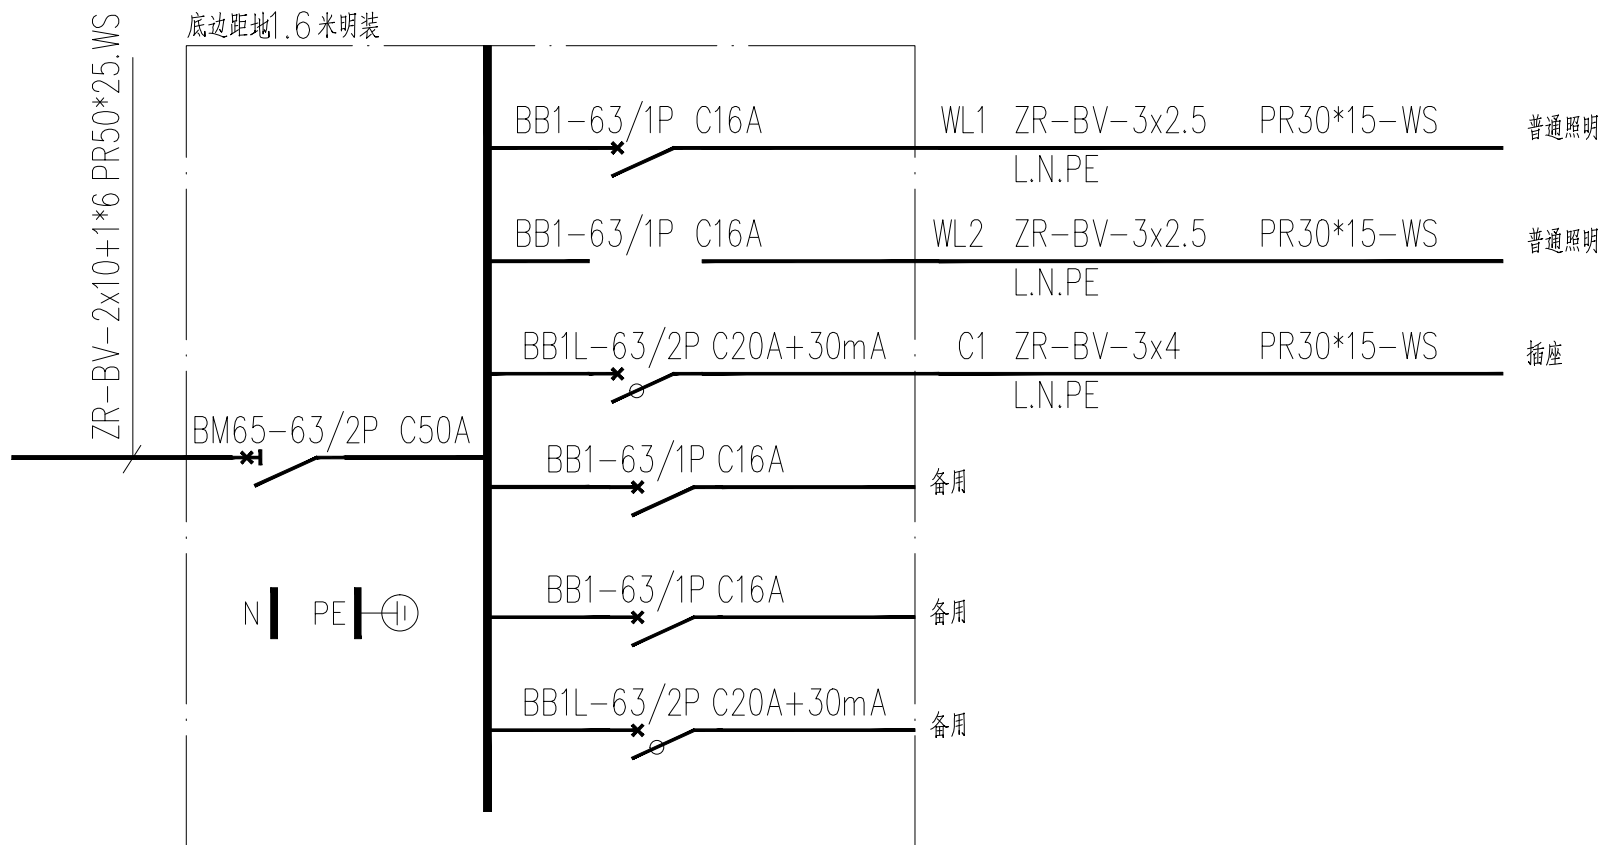 底边距地1.6米明装
ZR-BV-2x10+1*6 PR50*25.WS
BB1-63/1P C16A WL1 ZR-BV-3x2.5 PR30*15-WS 普通照明
L.N.PE
BB1-63/1P C16A WL2 ZR-BV-3x2.5 PR30*15-WS 普通照明
L.N.PE
BB1L-63/2P C20A+30mA C1 ZR-BV-3x4 PR30*15-WS 插座
L.N.PE
BM65-63/2P C50A
BB1-63/1P C16A 备用
BB1-63/1P C16A 备用
N PE
BB1L-63/2P C20A+30mA 备用